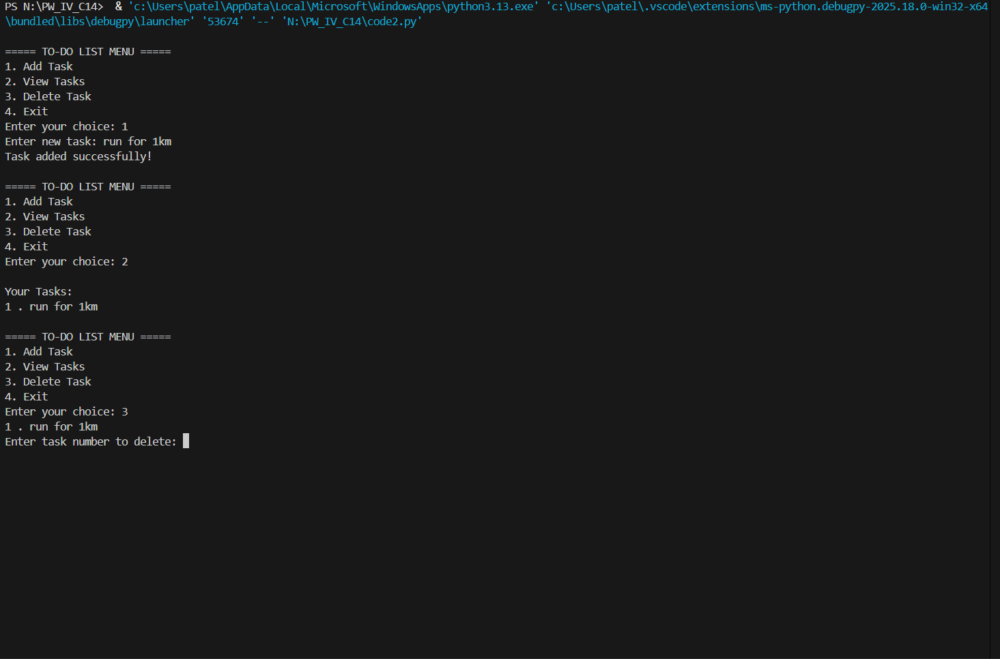 PS N:\PW_IV_C14>  & 'c:\Users\patel\AppData\Local\Microsoft\WindowsApps\python3.13.exe' 'c:\Users\patel\.vscode\extensions\ms-python.debugpy-2025.18.0-win32-x64
\bundled\libs\debugpy\launcher' '53674' '--' 'N:\PW_IV_C14\code2.py'
===== TO-DO LIST MENU =====
1. Add Task
2. View Tasks
3. Delete Task
4. Exit
Enter your choice: 1
Enter new task: run for 1km
Task added successfully!
===== TO-DO LIST MENU =====
1. Add Task
2. View Tasks
3. Delete Task
4. Exit
Enter your choice: 2
Your Tasks:
1 . run for 1km
===== TO-DO LIST MENU =====
1. Add Task
2. View Tasks
3. Delete Task
4. Exit
Enter your choice: 3
1 . run for 1km
Enter task number to delete: